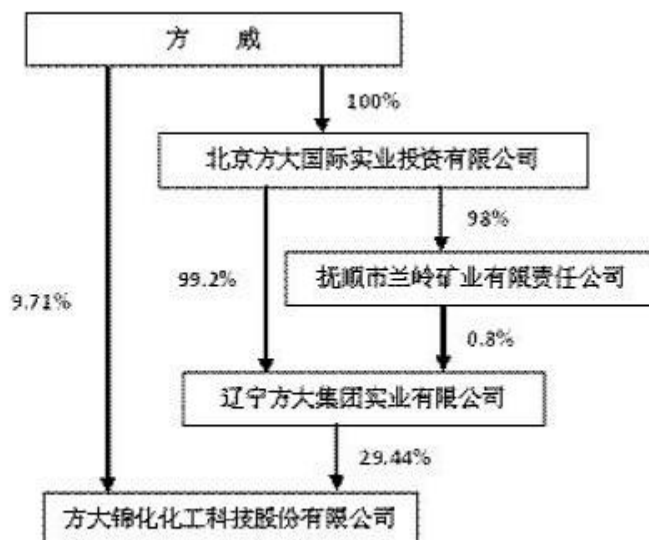 方 威
100%
北京方大国际实业投资有限公司
98%
99.2%
抚顺市兰岭矿业有限责任公司
9.71%
0.8%
辽宁方大集团实业有限公司
29.44%
方大锦化化工科技股份有限公司